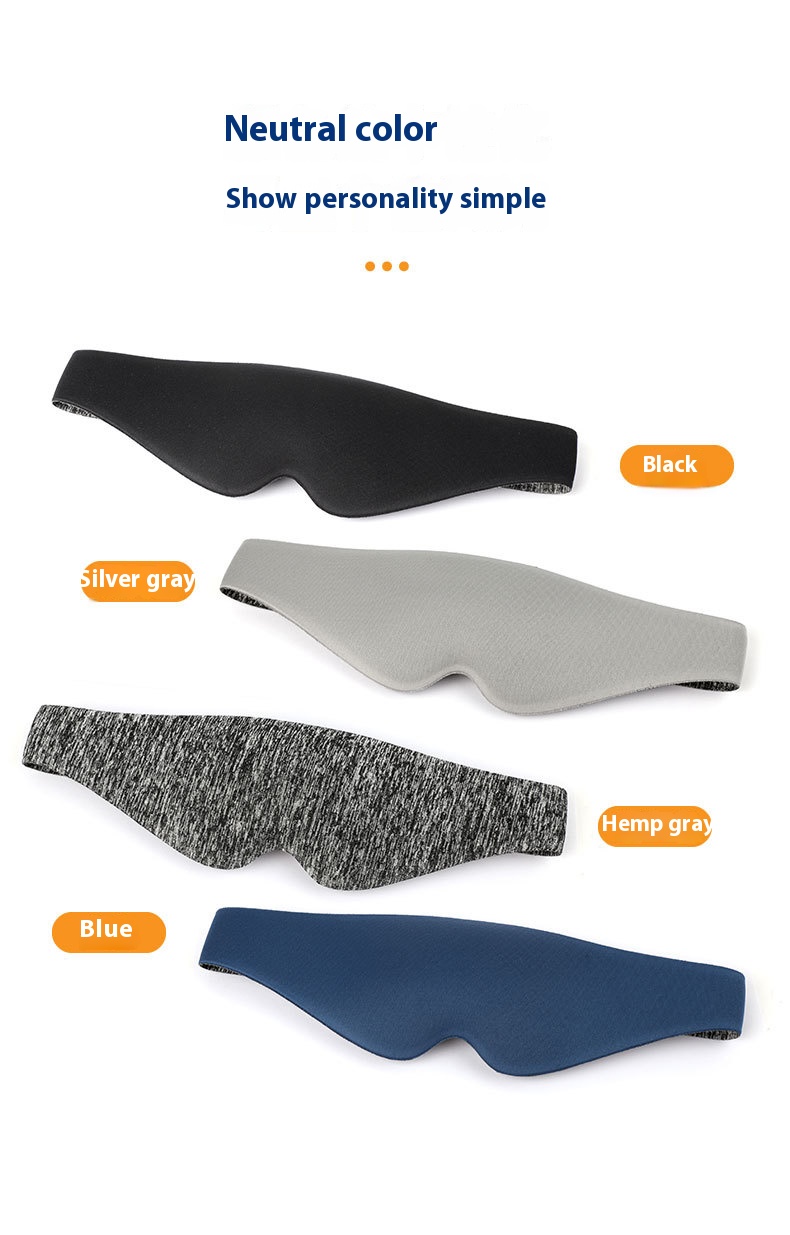 Neutral color
Show personality simple
Black
Silver gray
Hemp gray
Blue